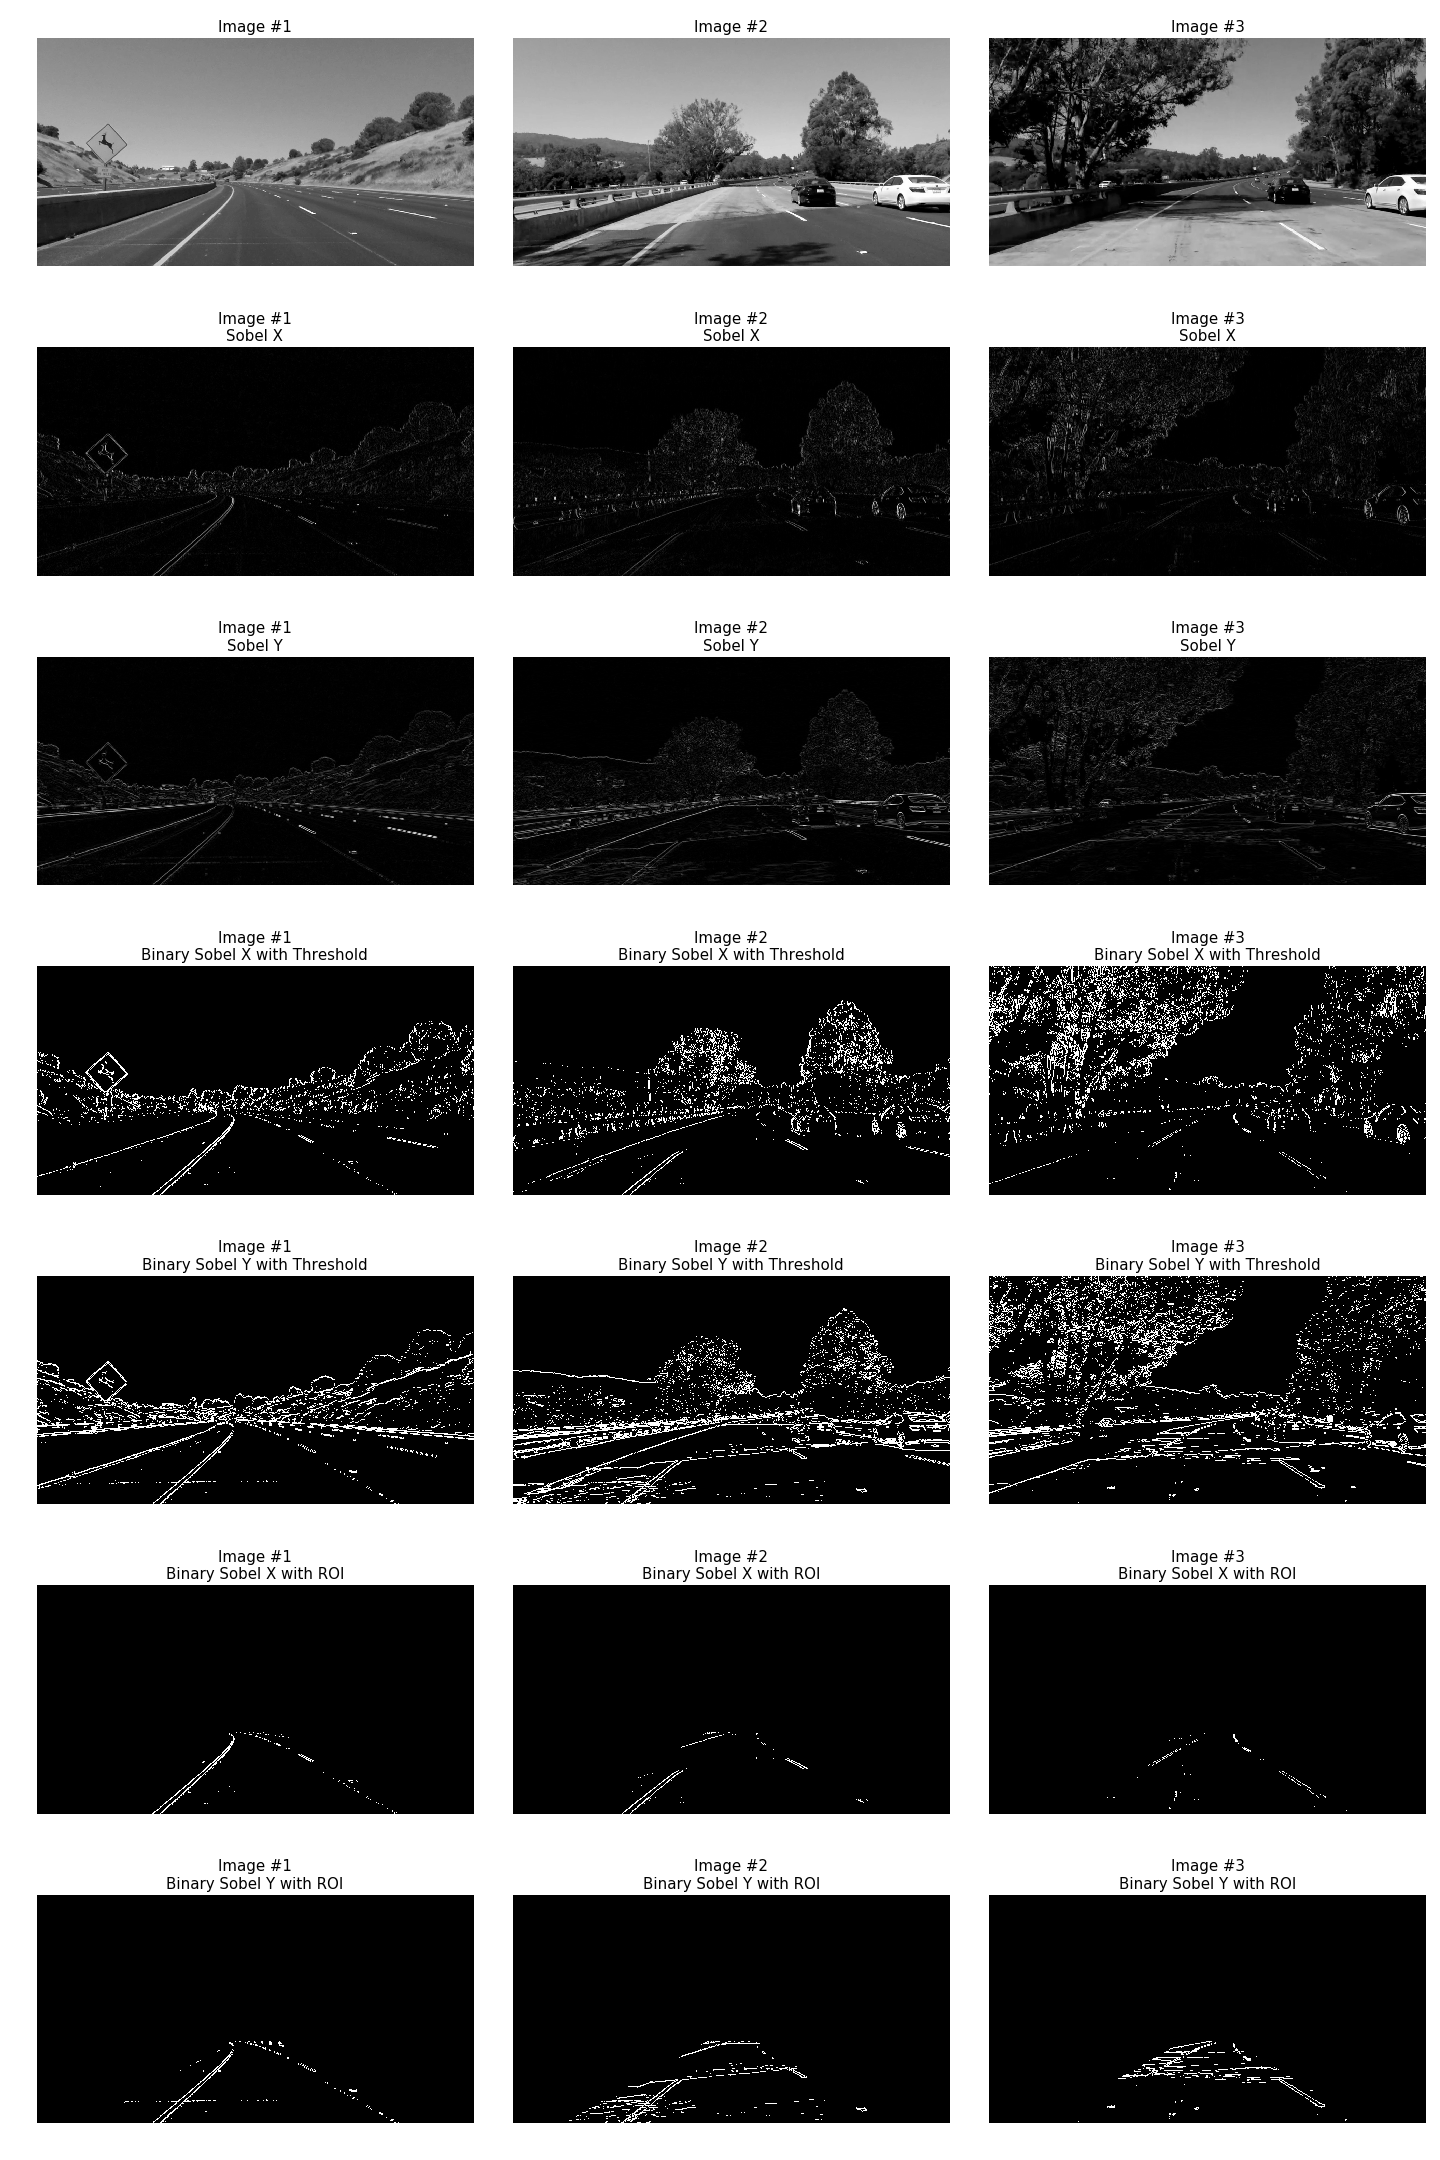 Image #1
Image #2
Image #3
Image #1
Sobel X
Image #2
Sobel X
Image #3
Sobel X
Image #1
Sobel Y
Image #2
Sobel Y
Image #3
Sobel Y
Image #1
Binary Sobel X with Threshold
Image #2
Binary Sobel X with Threshold
Image #3
Binary Sobel X with Threshold
Image #1
Binary Sobel Y with Threshold
Image #2
Binary Sobel Y with Threshold
Image #3
Binary Sobel Y with Threshold
Image #1
Binary Sobel X with ROI
Image #2
Binary Sobel X with ROI
Image #3
Binary Sobel X with ROI
Image #1
Binary Sobel Y with ROI
Image #2
Binary Sobel Y with ROI
Image #3
Binary Sobel Y with ROI